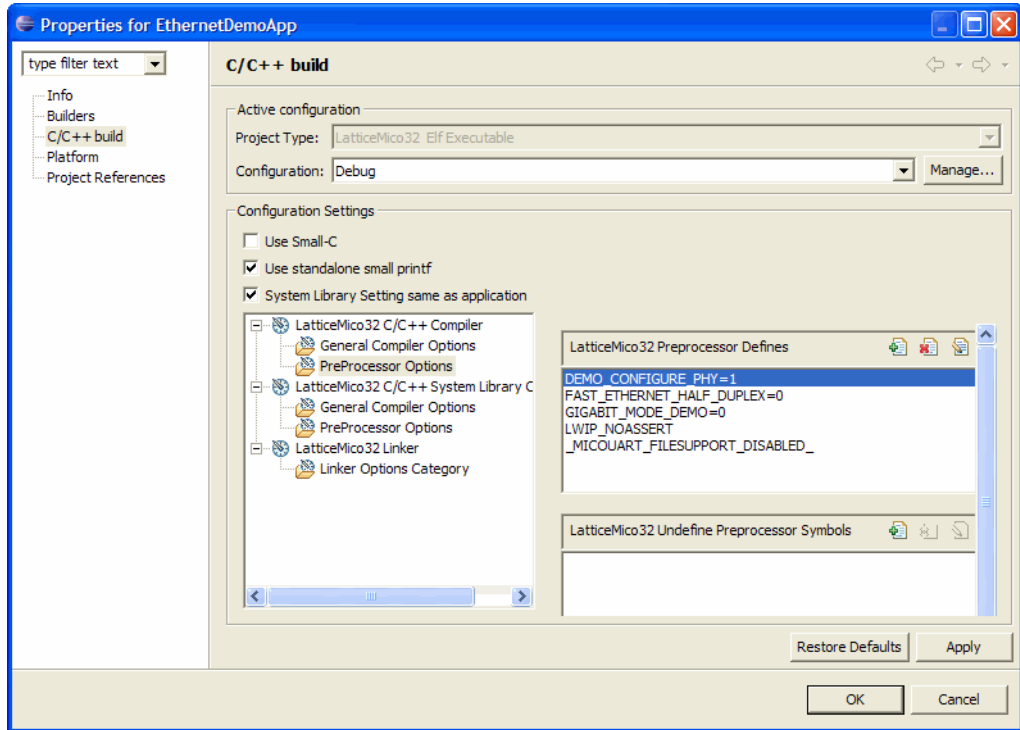 Properties for EthernetDemoApp
type filter text
C/C++ build
Info
Builders
C/C++ build
Platform
Project References
Active configuration
Project Type: LatticeMico32 Elf Executable
Configuration: Debug Manage...
Configuration Settings
Use Small-C
Use standalone small printf
System Library Setting same as application
LatticeMico32 C/C++ Compiler
General Compiler Options
PreProcessor Options
LatticeMico32 C/C++ System Library C
General Compiler Options
PreProcessor Options
LatticeMico32 Linker
Linker Options Category
LatticeMico32 Preprocessor Defines
DEMO_CONFIGURE_PHY=1
FAST_ETHERNET_HALF_DUPLEX=0
GIGABIT_MODE_DEMO=0
LWIP_NOASSERT
_MICOUART_FILESUPPORT_DISABLED_
LatticeMico32 Undefine Preprocessor Symbols
Restore Defaults Apply
OK Cancel